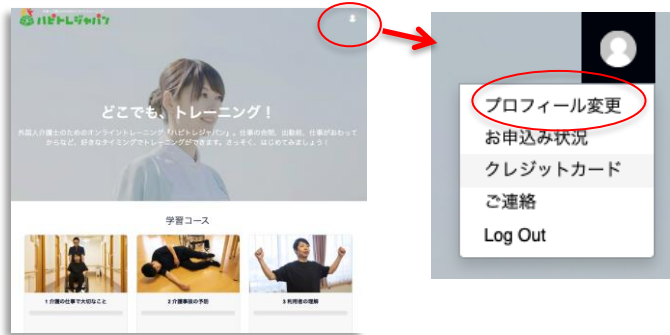 ハピトレジャパン
どこでも、トレーニング！
外国人介護士のためのオンライントレーニング『ハピトレジャパン』。仕事の合間、出勤前、仕事がおわって
からなど、好きなタイミングでトレーニングができます。さっそく、はじめてみましょう！
学習コース
1 介護の仕事で大切なこと
2 介護事故の予防
3 利用者の理解
プロフィール変更
お申込み状況
クレジットカード
ご連絡
Log Out